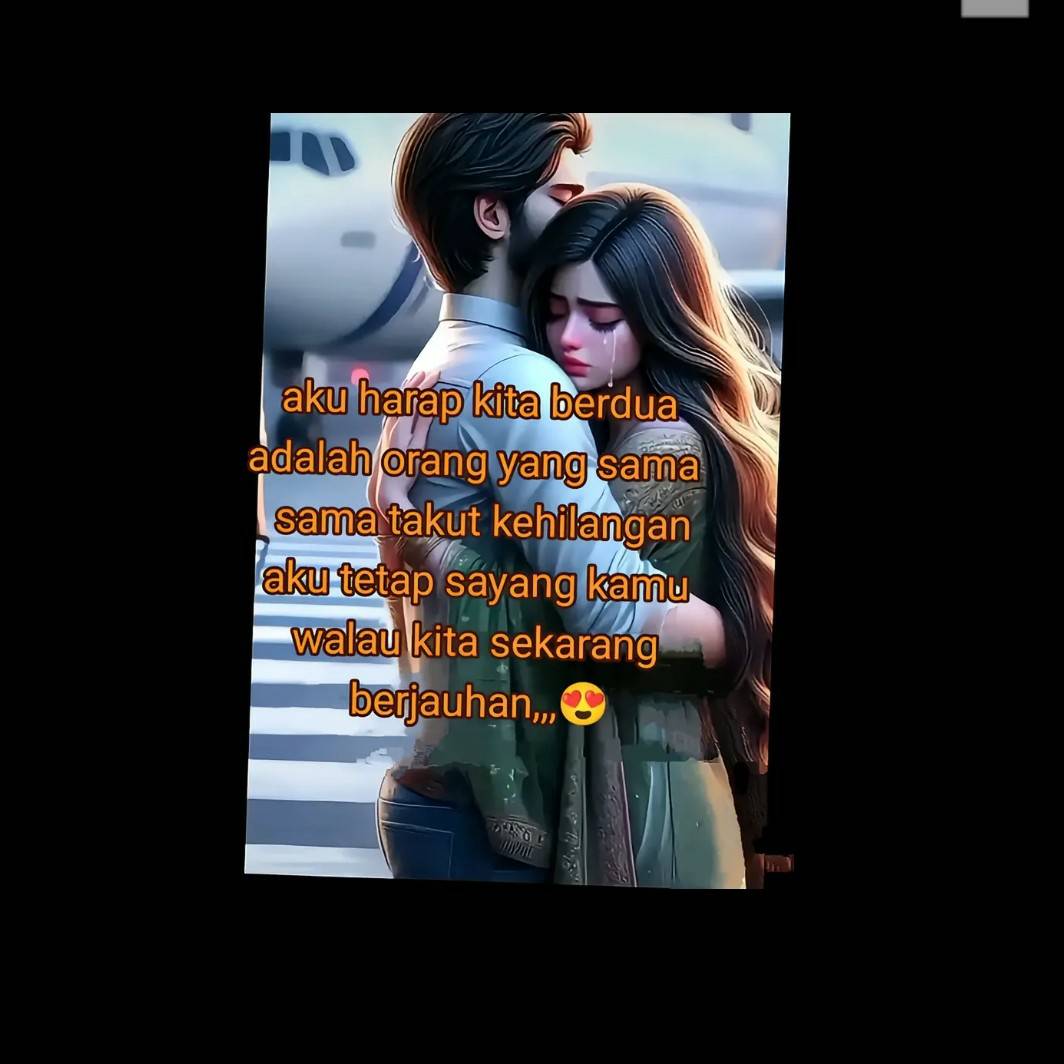 aku harap kita berdua
adalah orang yang sama
sama takut kehilangan
aku tetap sayang kamu
walau kita sekarang
berjauhan,,,😍